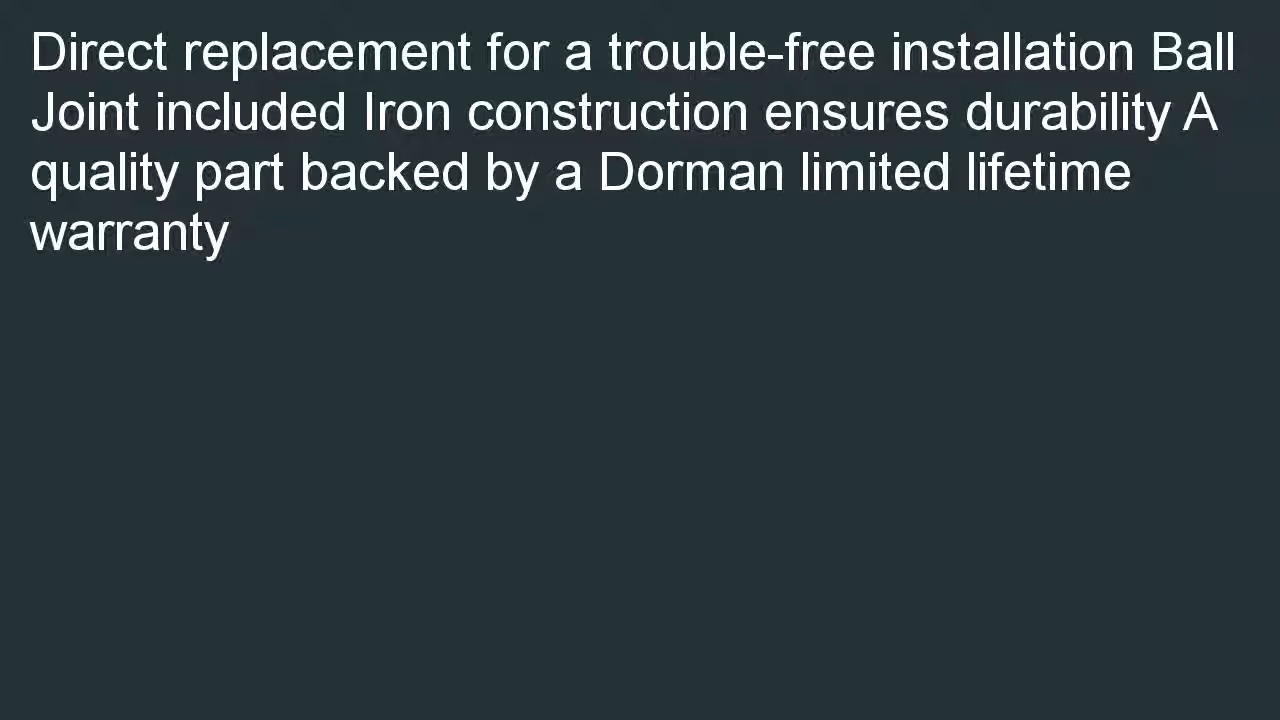 Direct replacement for a trouble-free installation Ball
Joint included Iron construction ensures durability A
quality part backed by a Dorman limited lifetime
warranty